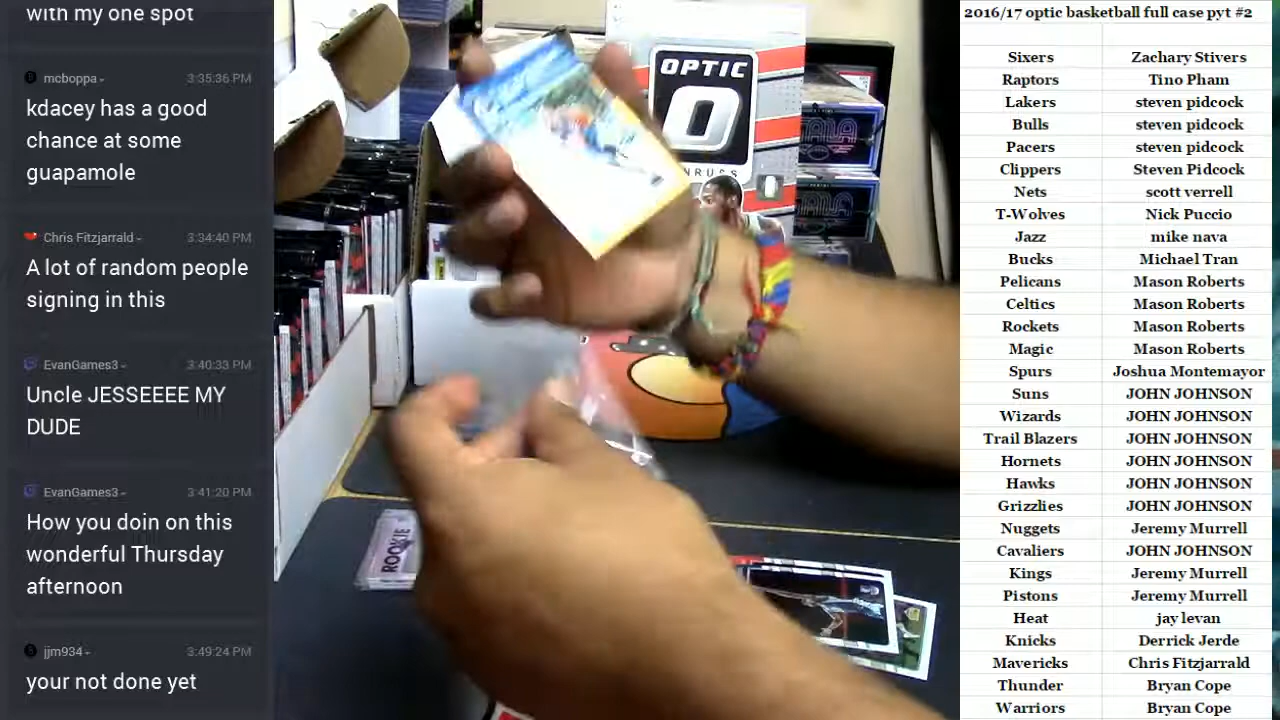 with my one spot
mcboppa
3:35:36 PM
kdacey has a good
chance at some
guapamole
Chris Fitzjarrald
3:34:40 PM
A lot of random people
signing in this
EvanGames3
3:40:33 PM
Uncle JESSEEEE MY
DUDE
EvanGames3
3:41:20 PM
How you doin on this
wonderful Thursday
afternoon
jjm934
3:49:24 PM
your not done yet
OPTIC
ROOKIE
2016/17 optic basketball full case pyt #2
Sixers Zachary Stivers
Raptors Tino Pham
Lakers steven pidcock
Bulls steven pidcock
Pacers steven pidcock
Clippers Steven Pidcock
Nets scott verrell
T-Wolves Nick Puccio
Jazz mike nava
Bucks Michael Tran
Pelicans Mason Roberts
Celtics Mason Roberts
Rockets Mason Roberts
Magic Mason Roberts
Spurs Joshua Montemayor
Suns JOHN JOHNSON
Wizards JOHN JOHNSON
Trail Blazers JOHN JOHNSON
Hornets JOHN JOHNSON
Hawks JOHN JOHNSON
Grizzlies JOHN JOHNSON
Nuggets Jeremy Murrell
Cavaliers JOHN JOHNSON
Kings Jeremy Murrell
Pistons Jeremy Murrell
Heat jay levan
Knicks Derrick Jerde
Mavericks Chris Fitzjarrald
Thunder Bryan Cope
Warriors Bryan Cope